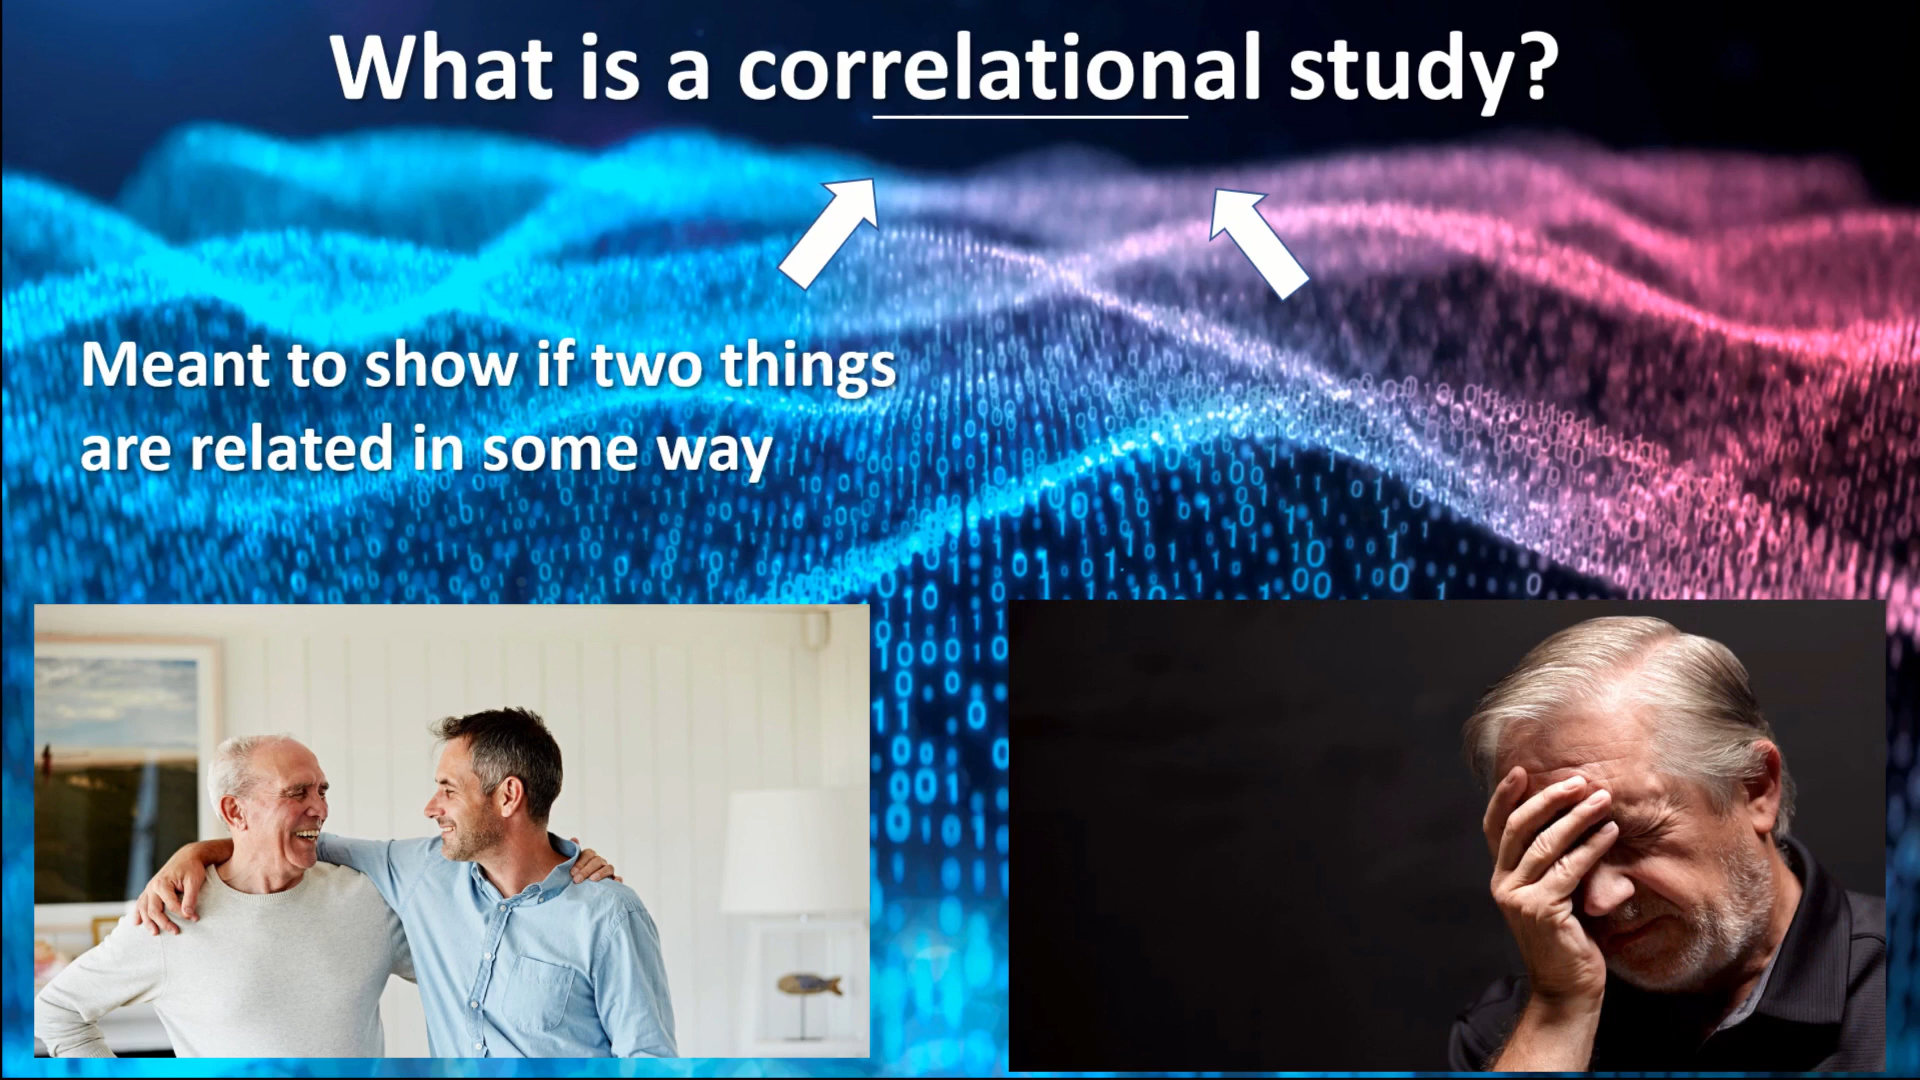 What is a correlational study?
Meant to show if two things
are related in some way